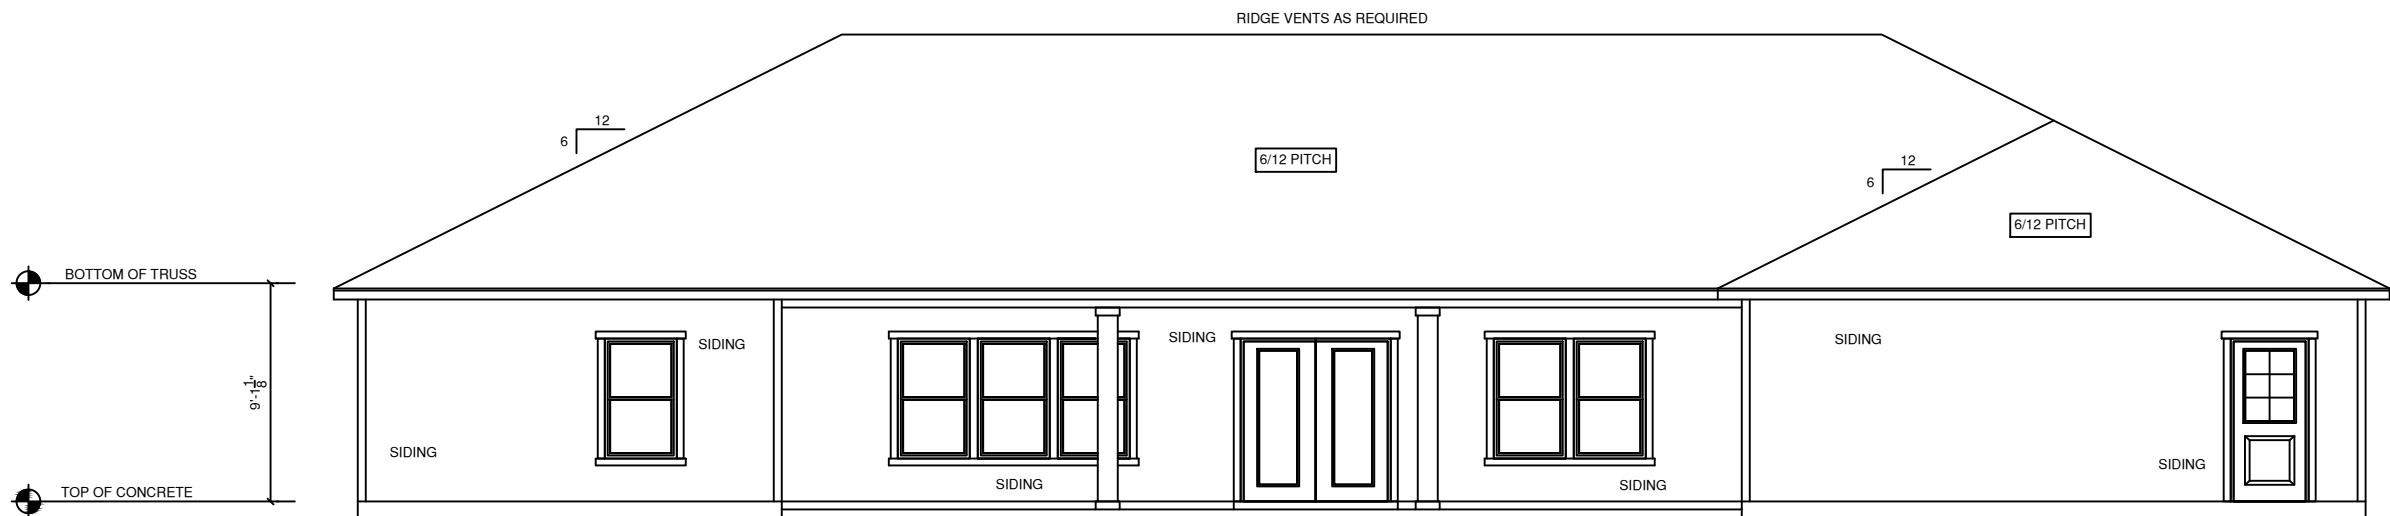 RIDGE VENTS AS REQUIRED
12
6
6/12 PITCH
12
6
6/12 PITCH
BOTTOM OF TRUSS
9'-1 1/8"
SIDING
SIDING
SIDING
SIDING
SIDING
SIDING
SIDING
TOP OF CONCRETE